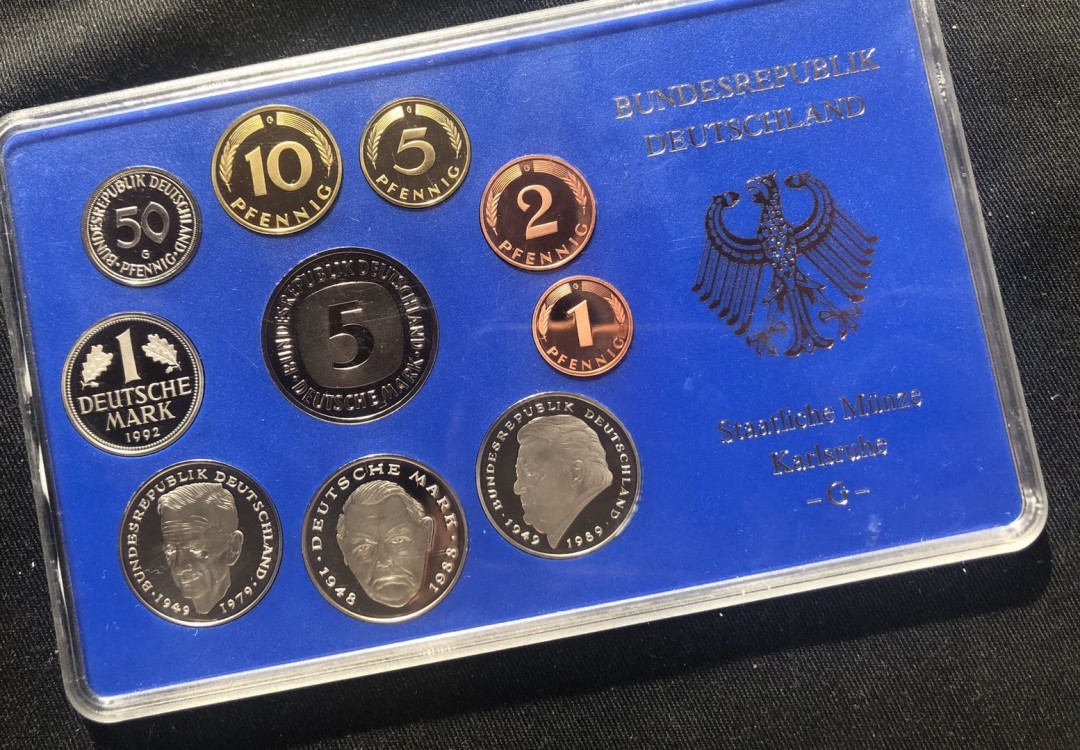 BUNDESREPUBLIK
DEUTSCHLAND
Staatliche Münze
Karlsruhe
– G –
BUNDESREPUBLIK DEUTSCHLAND
50
G
· PFENNIG ·
G
10
PFENNIG
G
5
PFENNIG
G
2
PFENNIG
G
1
PFENNIG
· BUNDESREPUBLIK DEUTSCHLAND ·
5
DEUTSCHE MARK
1
DEUTSCHE
MARK
1992
· BUNDESREPUBLIK DEUTSCHLAND ·
1949 1979
· DEUTSCHE MARK ·
1948 1988
· BUNDESREPUBLIK DEUTSCHLAND ·
1949 1989